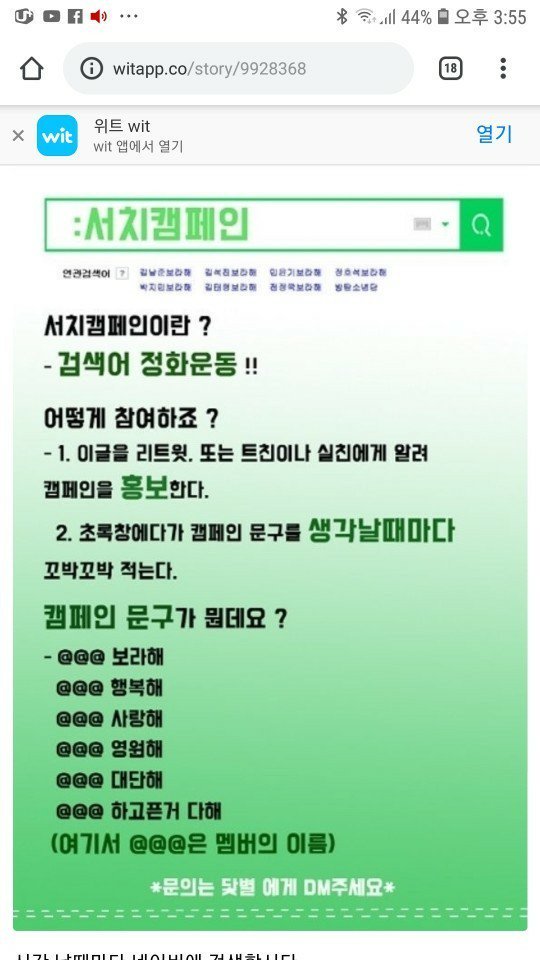 44% 오후 3:55
witapp.co/story/9928368
18
위트 wit
wit
wit 앱에서 열기
열기
:서치캠페인
연관검색어 ? 김남준보라해 김석진보라해 민윤기보라해 정호석보라해
박지민보라해 김태형보라해 전정국보라해 방탄소년단
서치캠페인이란 ?
- 검색어 정화운동 !!
어떻게 참여하죠 ?
- 1. 이글을 리트윗. 또는 트친이나 실친에게 알려
캠페인을 홍보한다.
2. 초록창에다가 캠페인 문구를 생각날때마다
꼬박꼬박 적는다.
캠페인 문구가 뭔데요 ?
- @@@ 보라해
@@@ 행복해
@@@ 사랑해
@@@ 영원해
@@@ 대단해
@@@ 하고픈거 다해
(여기서 @@@은 멤버의 이름)
*문의는 닻별 에게 DM주세요*